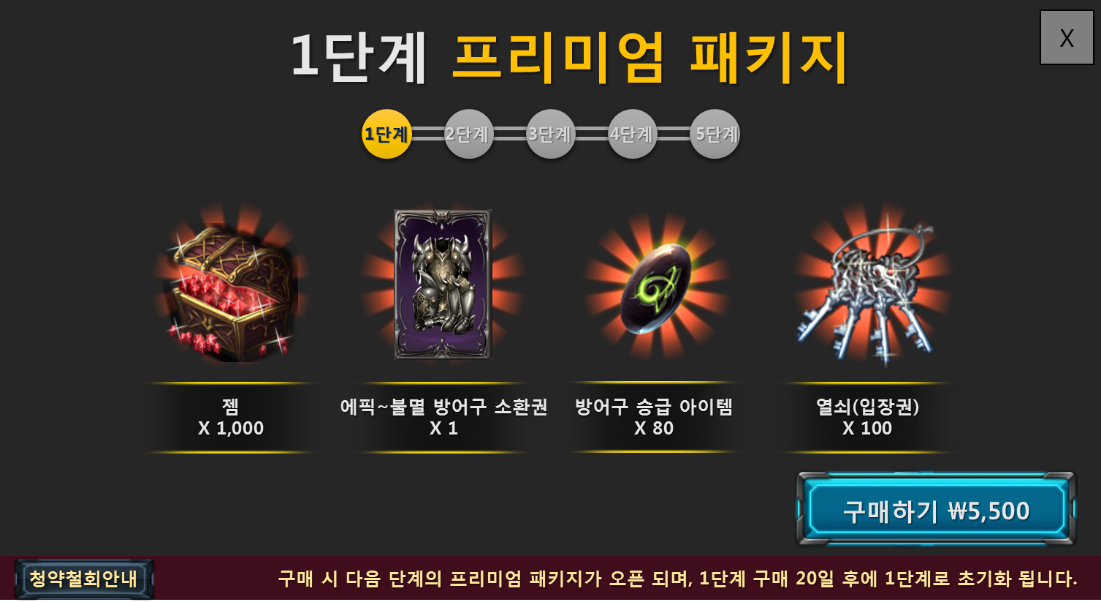 1단계 프리미엄 패키지
X
1단계 2단계 3단계 4단계 5단계
젬
X 1,000
에픽~불멸 방어구 소환권
X 1
방어구 승급 아이템
X 80
열쇠(입장권)
X 100
구매하기 ₩5,500
청약철회안내
구매 시 다음 단계의 프리미엄 패키지가 오픈 되며, 1단계 구매 20일 후에 1단계로 초기화 됩니다.